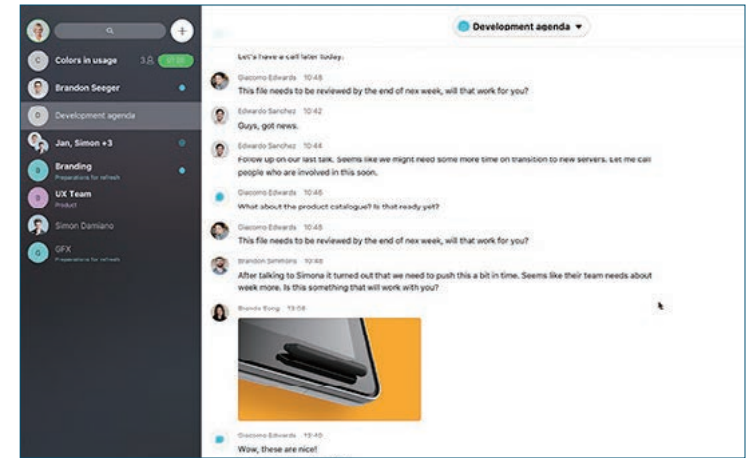 Colors in usage 3
Brandon Seeger
D Development agenda
Jan, Simon +3
B Branding
Preparations for refresh
U UX Team
Product
Simon Damiano
G GFX
Preparations for refresh
Development agenda
Let's have a call later today.
Giacomo Edwards 10:48
This file needs to be reviewed by the end of nex week, will that work for you?
Edwardo Sanchez 10:42
Guys, got news.
Edwardo Sanchez 10:44
Follow up on our last talk. Seems like we might need some more time on transition to new servers. Let me call
people who are involved in this soon.
Giacomo Edwards 10:46
What about the product catalogue? Is that ready yet?
Giacomo Edwards 10:48
This file needs to be reviewed by the end of nex week, will that work for you?
Brandon Simmons 10:48
After talking to Simona it turned out that we need to push this a bit in time. Seems like their team needs about
week more. Is this something that will work with you?
Giacomo Edwards
Wow, these are nice!